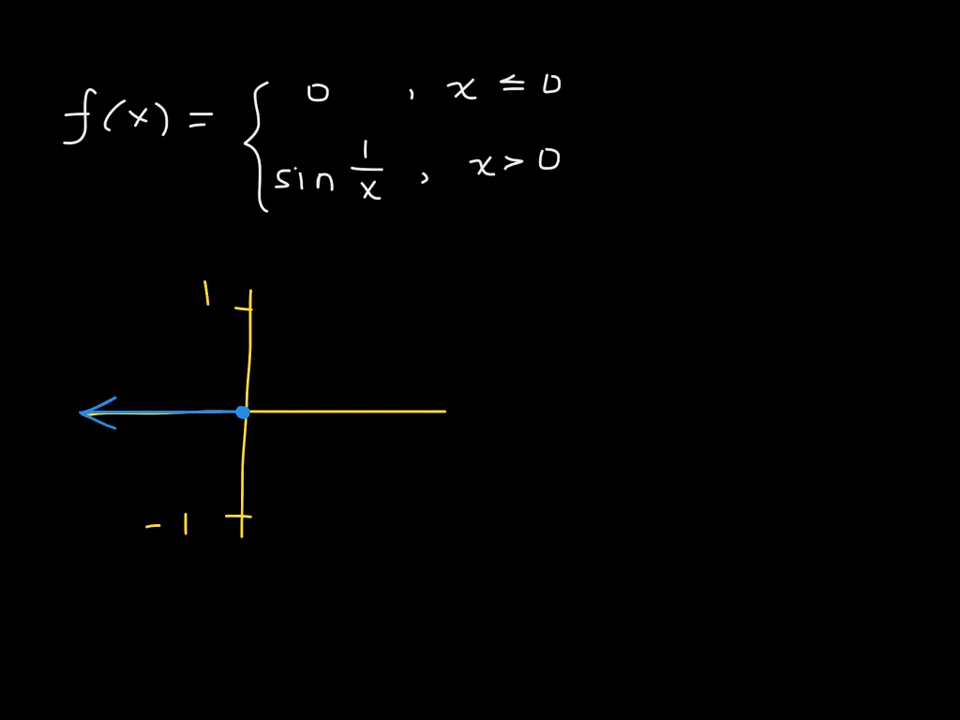 f(x) = { 0 , x ≤ 0
sin 1/x , x > 0
1
-1